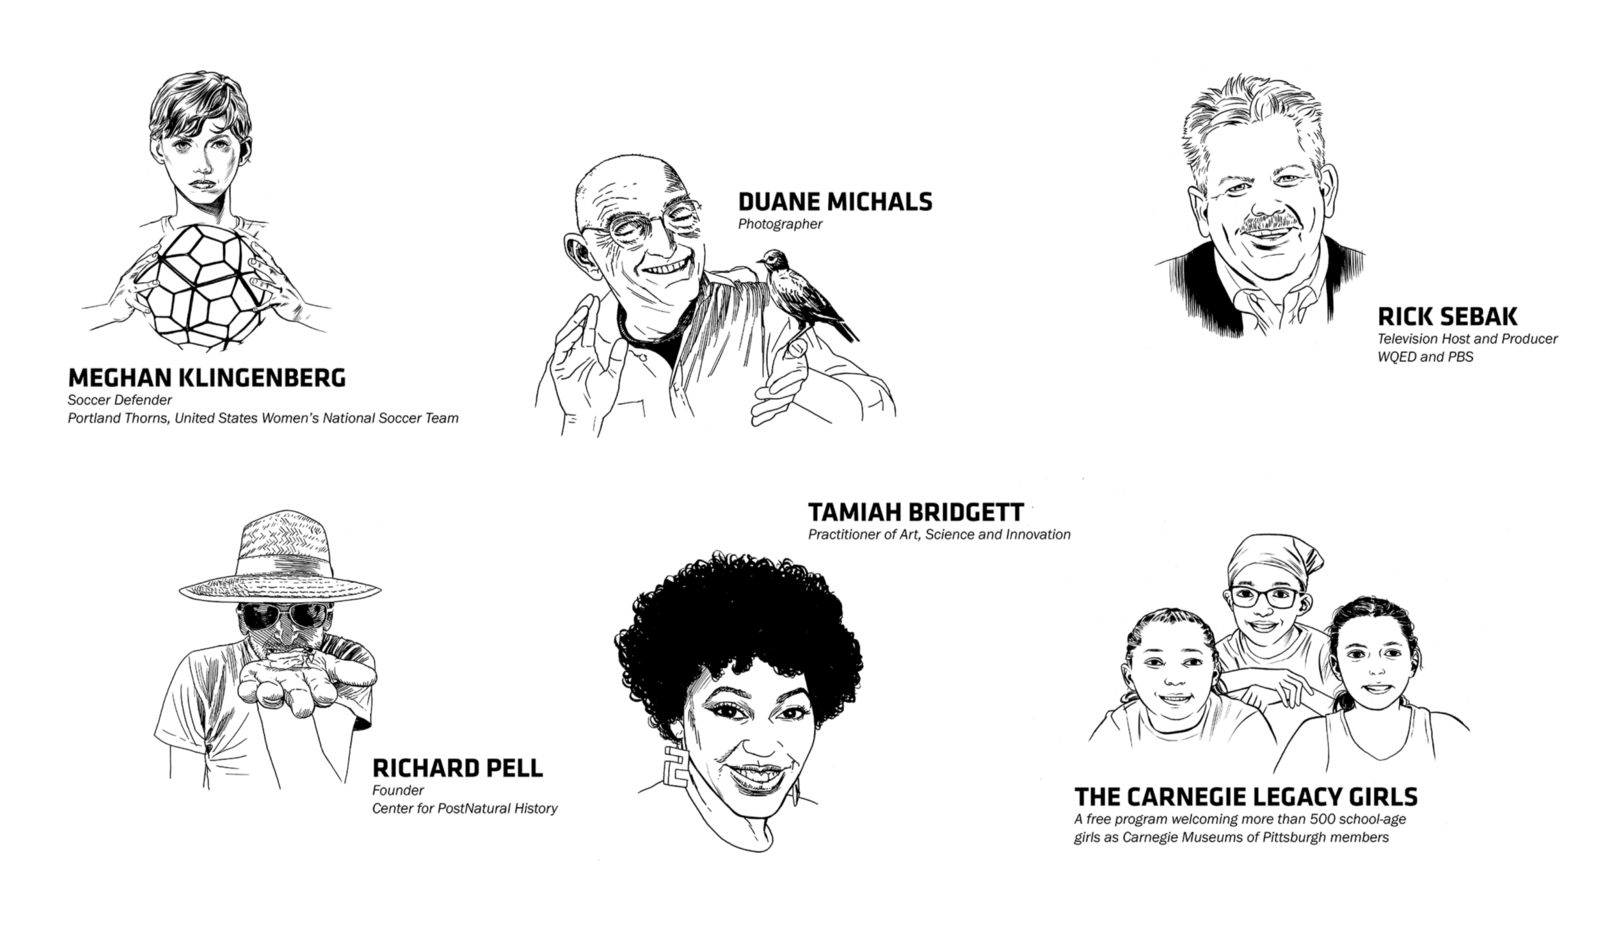 MEGHAN KLINGENBERG
Soccer Defender
Portland Thorns, United States Women's National Soccer Team
DUANE MICHALS
Photographer
RICK SEBAK
Television Host and Producer
WQED and PBS
RICHARD PELL
Founder
Center for PostNatural History
TAMIAH BRIDGETT
Practitioner of Art, Science and Innovation
THE CARNEGIE LEGACY GIRLS
A free program welcoming more than 500 school-age
girls as Carnegie Museums of Pittsburgh members